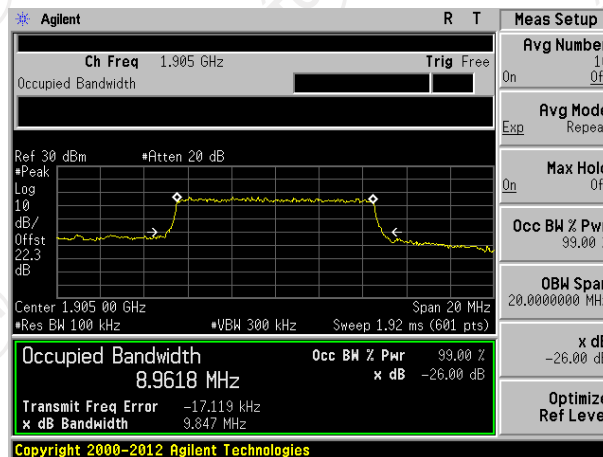 Agilent R T Meas Setup
Ch Freq 1.905 GHz Trig Free
Occupied Bandwidth
Ref 30 dBm #Atten 20 dB
#Peak
Log
10
dB/
Offst
22.3
dB
Center 1.905 00 GHz Span 20 MHz
#Res BW 100 kHz #VBW 300 kHz Sweep 1.92 ms (601 pts)
Occupied Bandwidth Occ BW % Pwr 99.00 %
8.9618 MHz x dB -26.00 dB
Transmit Freq Error -17.119 kHz
x dB Bandwidth 9.847 MHz
Copyright 2000-2012 Agilent Technologies
Avg Number
On Off
Avg Mode
Exp Repea
Max Hold
On Off
Occ BW % Pwr
99.00 %
OBW Span
20.0000000 MHz
x dB
-26.00 dB
Optimize
Ref Level